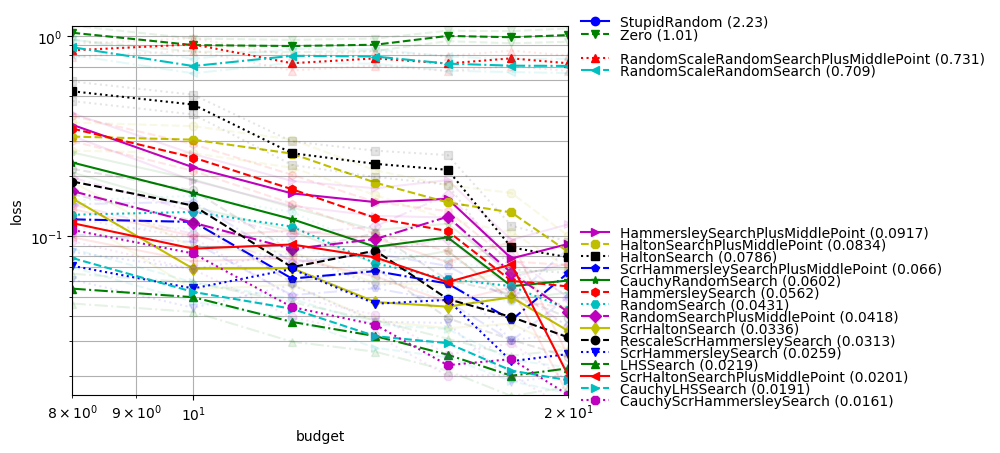 StupidRandom (2.23)
Zero (1.01)
RandomScaleRandomSearchPlusMiddlePoint (0.731)
RandomScaleRandomSearch (0.709)
HammersleySearchPlusMiddlePoint (0.0917)
HaltonSearchPlusMiddlePoint (0.0834)
HaltonSearch (0.0786)
ScrHammersleySearchPlusMiddlePoint (0.066)
CauchyRandomSearch (0.0602)
HammersleySearch (0.0562)
RandomSearch (0.0431)
RandomSearchPlusMiddlePoint (0.0418)
ScrHaltonSearch (0.0336)
RescaleScrHammersleySearch (0.0313)
ScrHammersleySearch (0.0259)
LHSSearch (0.0219)
ScrHaltonSearchPlusMiddlePoint (0.0201)
CauchyLHSSearch (0.0191)
CauchyScrHammersleySearch (0.0161)
10⁰
10⁻¹
loss
8 × 10⁰ 9 × 10⁰ 10¹ 2 × 10¹
budget